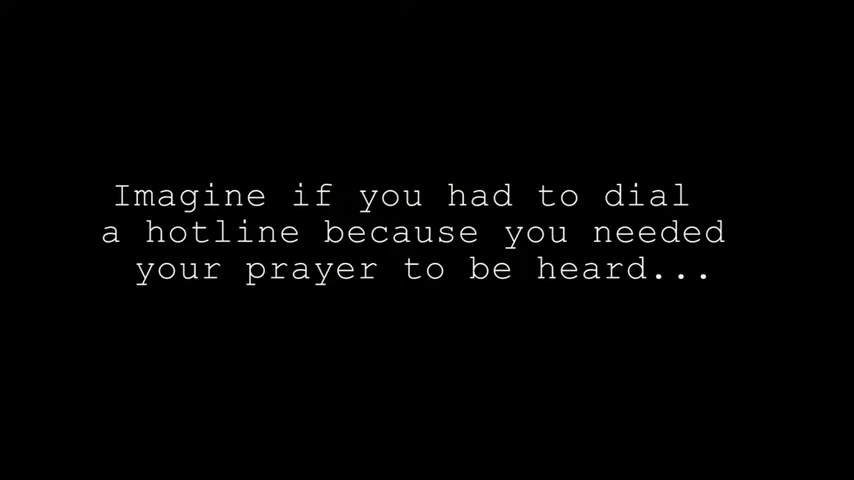 Imagine if you had to dial
a hotline because you needed
your prayer to be heard...